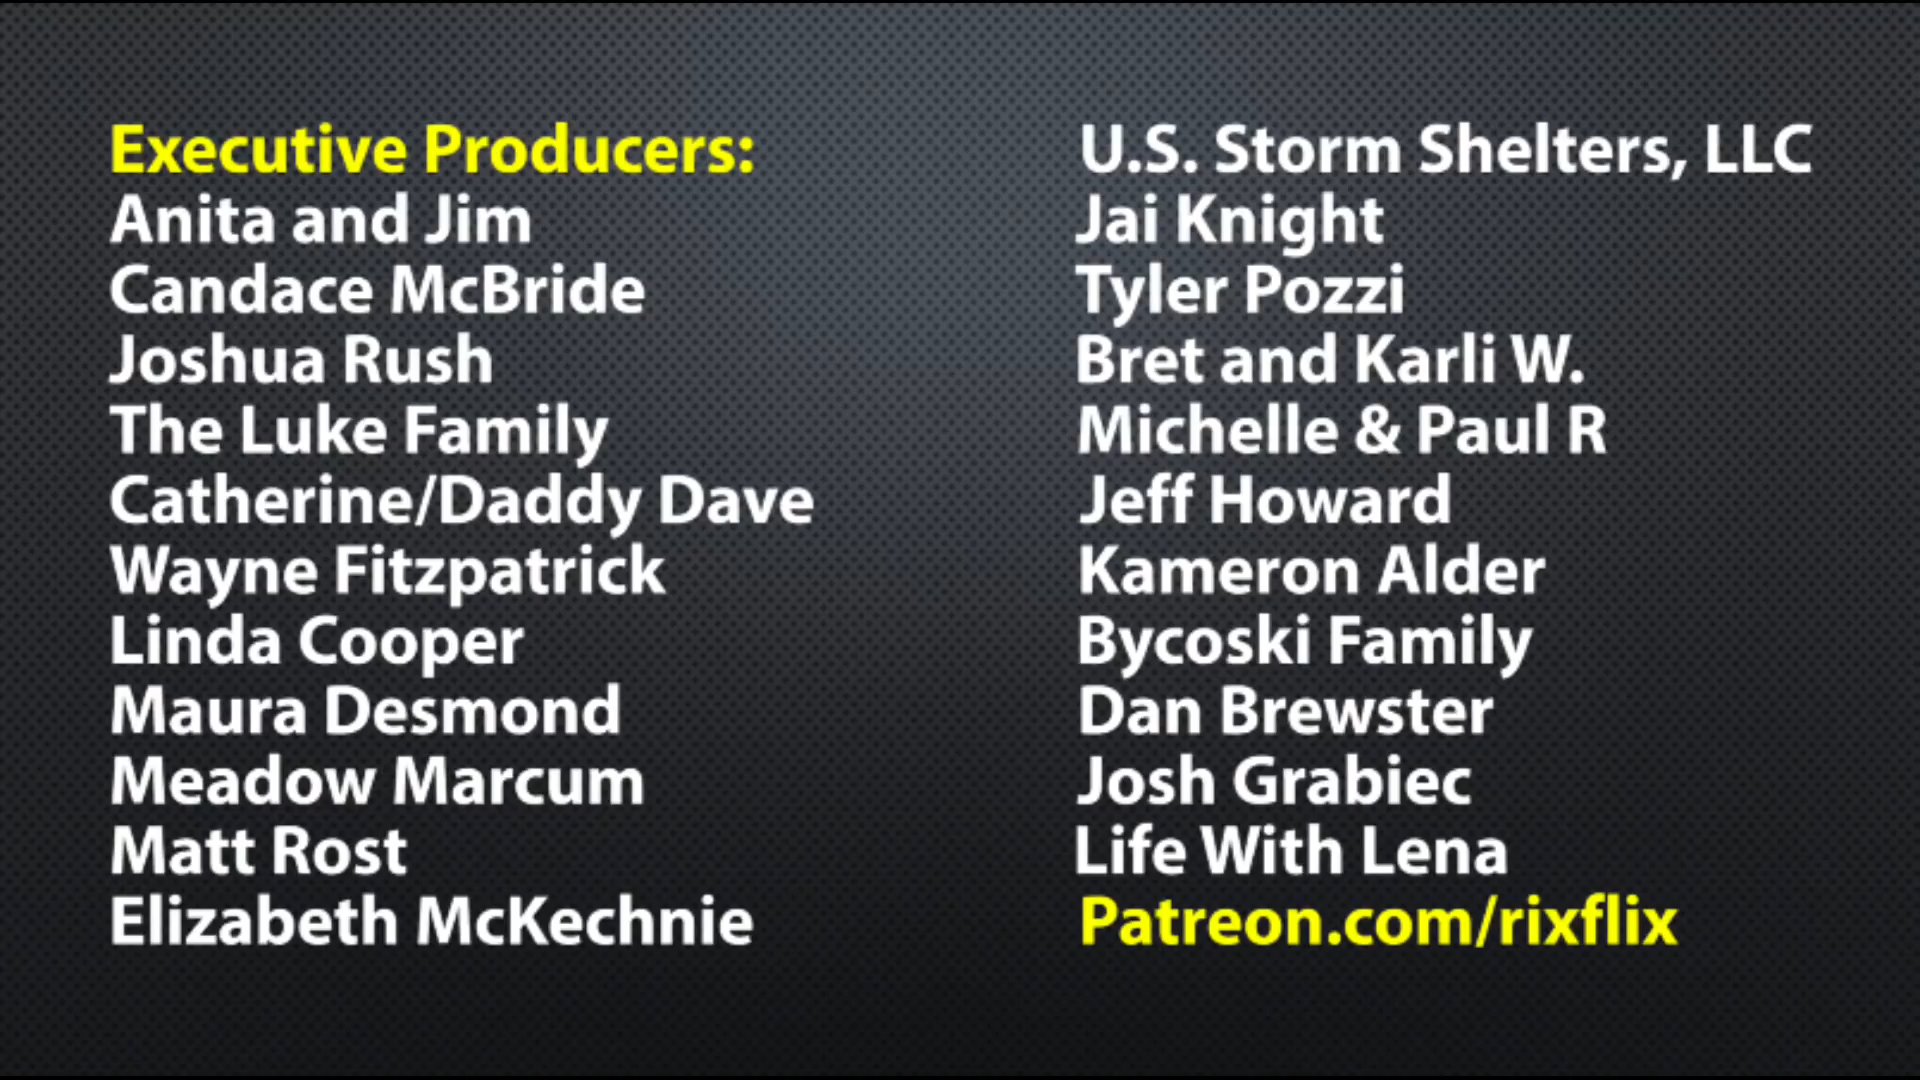 Executive Producers:
Anita and Jim
Candace McBride
Joshua Rush
The Luke Family
Catherine/Daddy Dave
Wayne Fitzpatrick
Linda Cooper
Maura Desmond
Meadow Marcum
Matt Rost
Elizabeth McKechnie
U.S. Storm Shelters, LLC
Jai Knight
Tyler Pozzi
Bret and Karli W.
Michelle & Paul R
Jeff Howard
Kameron Alder
Bycoski Family
Dan Brewster
Josh Grabiec
Life With Lena
Patreon.com/rixflix